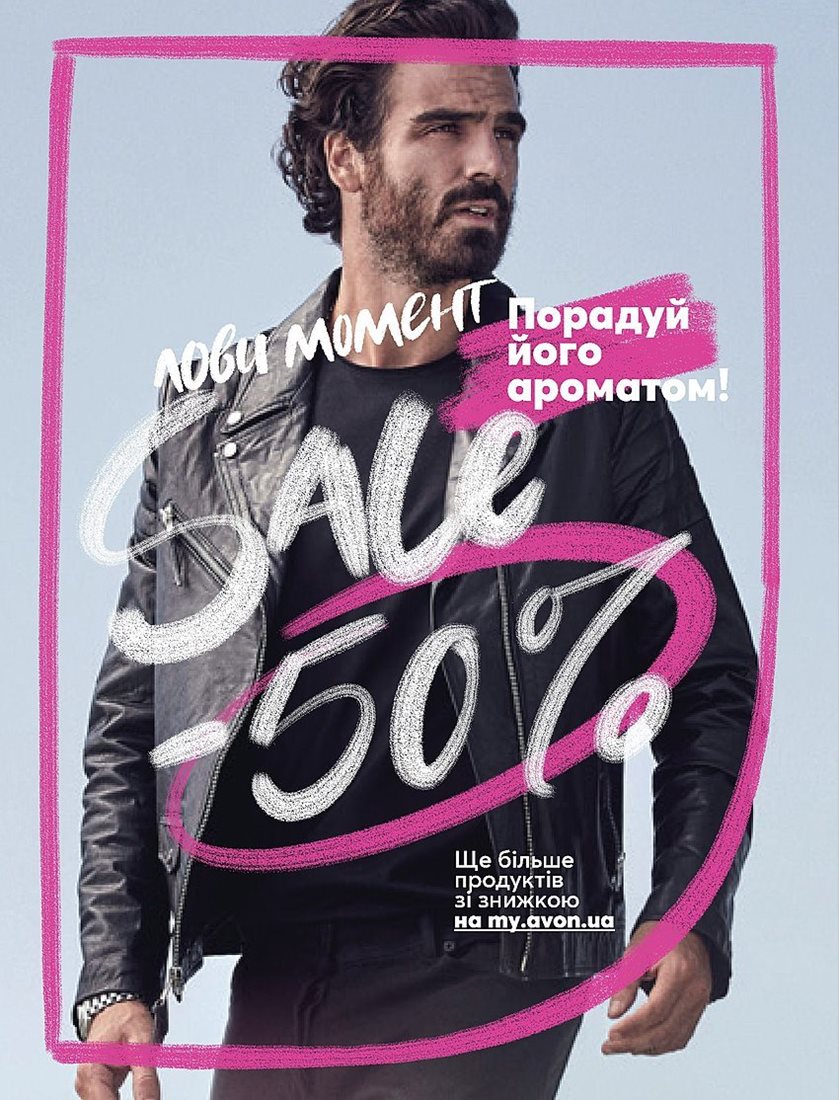 лови момент
Порадуй
його
ароматом!
Sale
-50%
Ще більше
продуктів
зі знижкою
на my.avon.ua